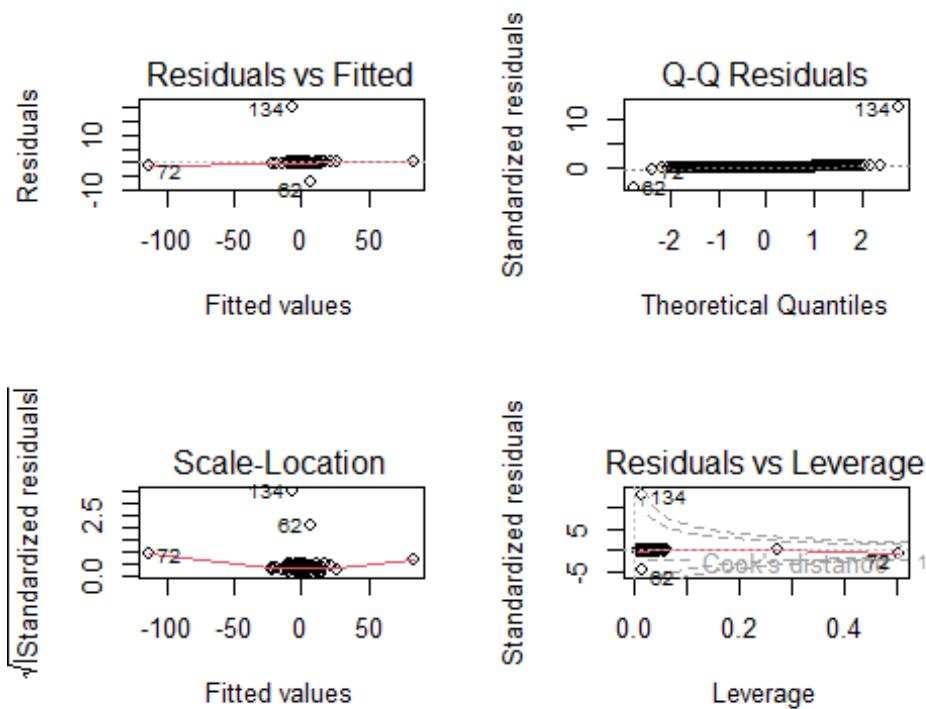 Residuals vs Fitted
Residuals
10
-10
134
72
62
-100 -50 0 50
Fitted values
Q-Q Residuals
Standardized residuals
10
0
134
72
62
-2 -1 0 1 2
Theoretical Quantiles
Scale-Location
√|Standardized residuals|
2.5
0.0
134
62
72
-100 -50 0 50
Fitted values
Residuals vs Leverage
Standardized residuals
5
-5
134
62
Cook's distance
72
1
0.0 0.2 0.4
Leverage